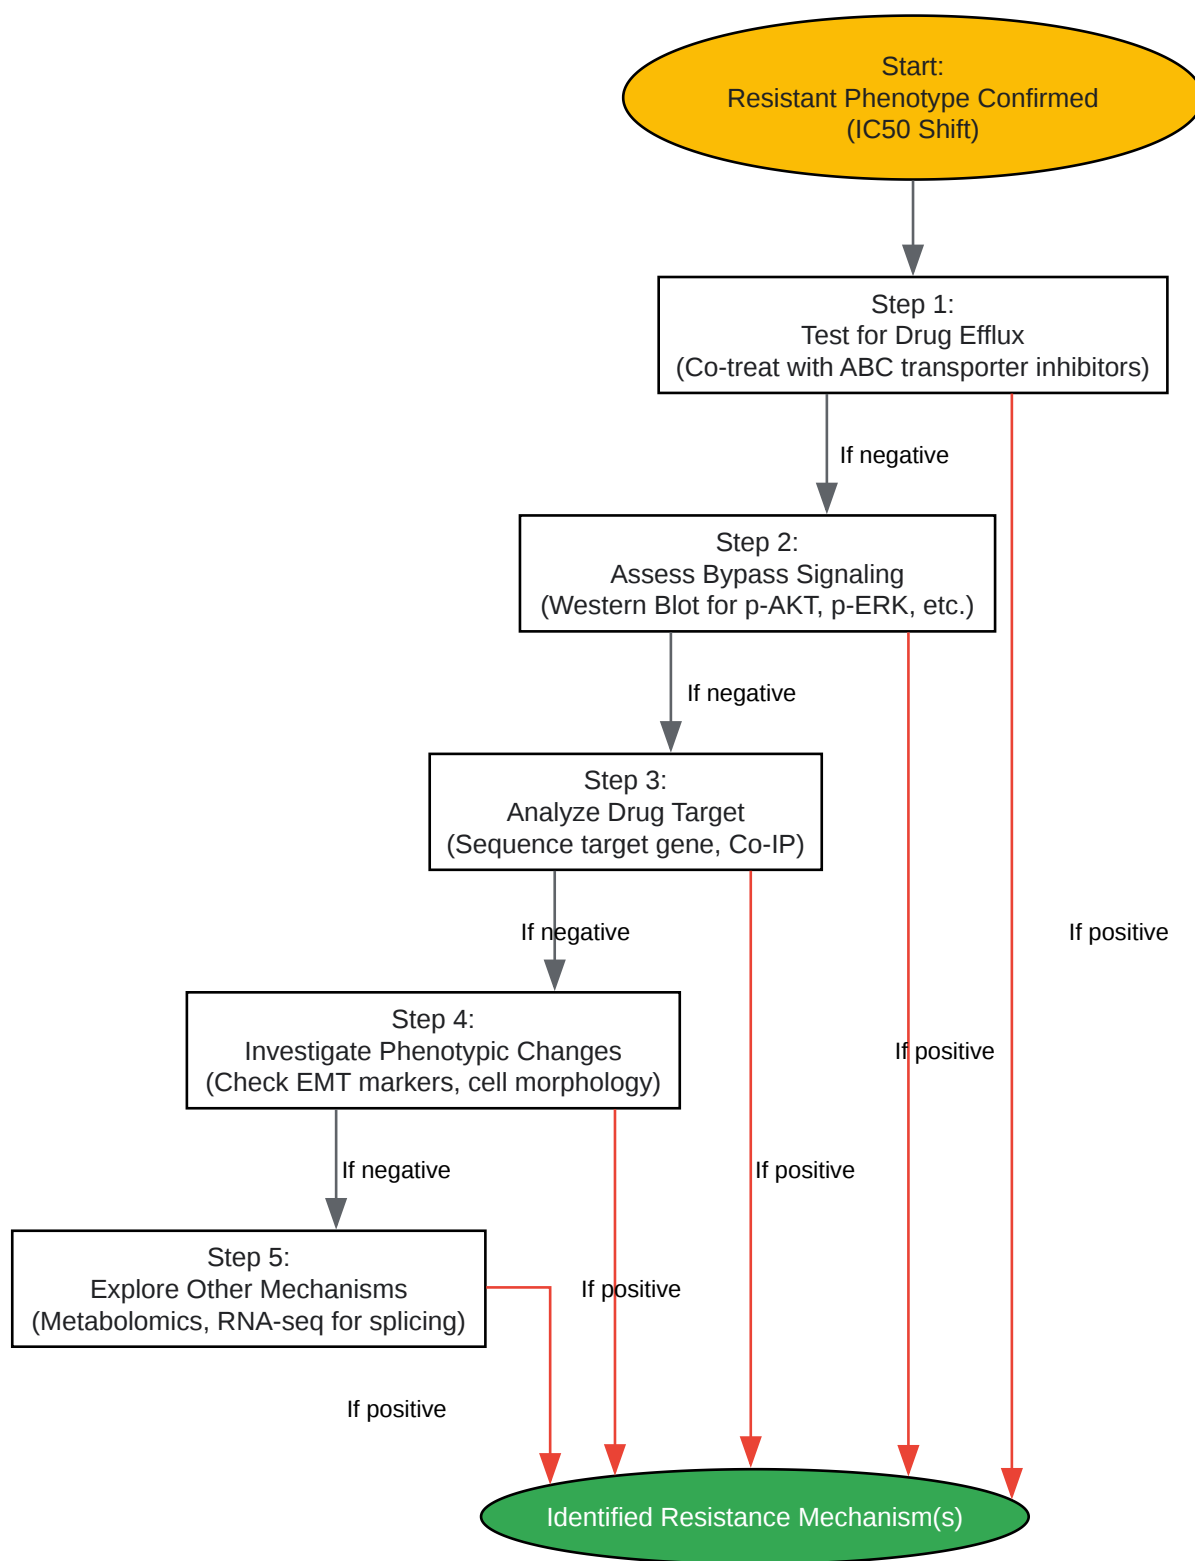 Start:
Resistant Phenotype Confirmed
(IC50 Shift)
Step 1:
Test for Drug Efflux
(Co-treat with ABC transporter inhibitors)
If negative
Step 2:
Assess Bypass Signaling
(Western Blot for p-AKT, p-ERK, etc.)
If negative
Step 3:
Analyze Drug Target
(Sequence target gene, Co-IP)
If negative
If positive
Step 4:
Investigate Phenotypic Changes
(Check EMT markers, cell morphology)
If positive
If negative
If positive
Step 5:
Explore Other Mechanisms
(Metabolomics, RNA-seq for splicing)
If positive
If positive
Identified Resistance Mechanism(s)